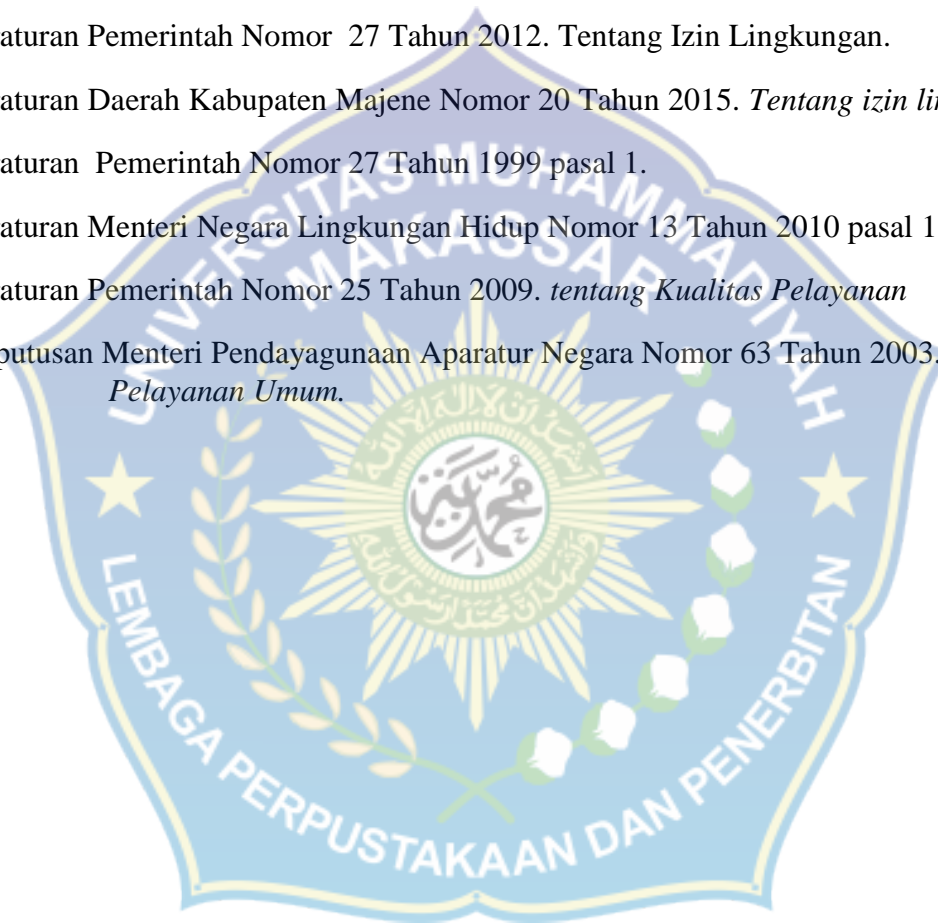 aturan Pemerintah Nomor 27 Tahun 2012. Tentang Izin Lingkungan.
aturan Daerah Kabupaten Majene Nomor 20 Tahun 2015. Tentang izin lin
aturan Pemerintah Nomor 27 Tahun 1999 pasal 1.
aturan Menteri Negara Lingkungan Hidup Nomor 13 Tahun 2010 pasal 1
aturan Pemerintah Nomor 25 Tahun 2009. tentang Kualitas Pelayanan
putusan Menteri Pendayagunaan Aparatur Negara Nomor 63 Tahun 2003.
Pelayanan Umum.
UNIVERSITAS MUHAMMADIYAH
MAKASSAR
محمد
LEMBAGA PERPUSTAKAAN DAN PENERBITAN